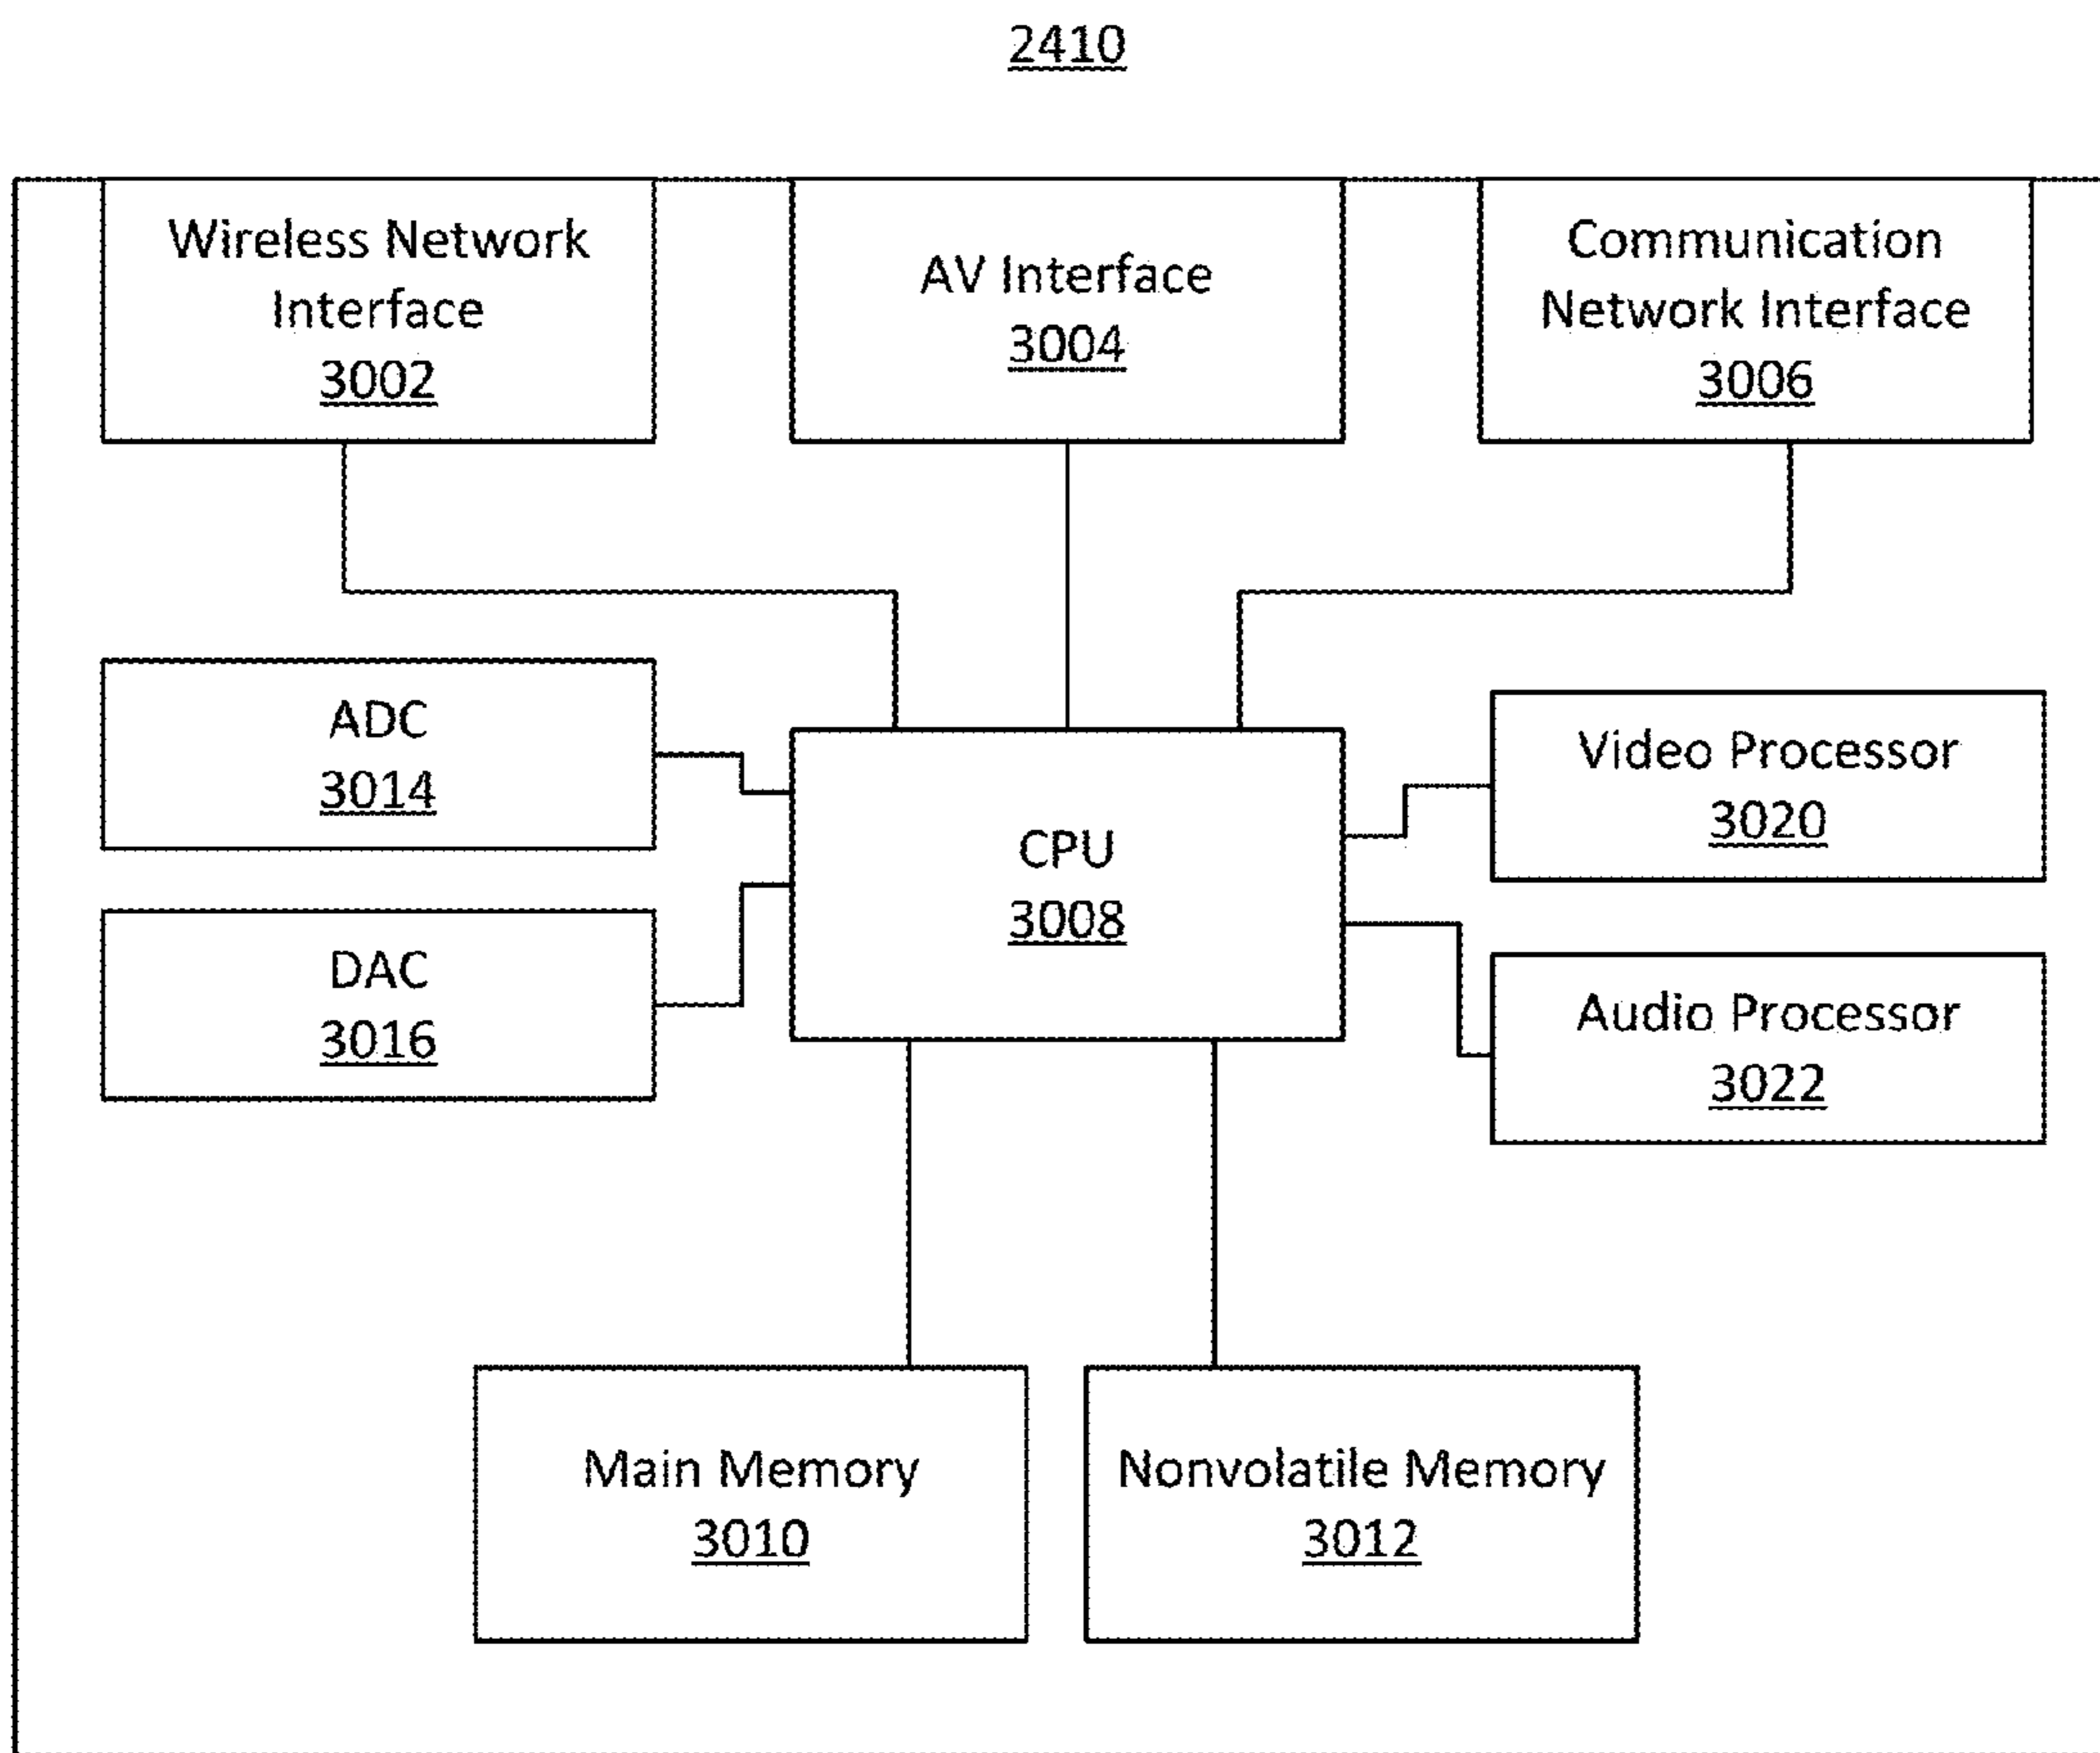 2410
Wireless Network
Interface
3002
AV Interface
3004
Communication
Network Interface
3006
ADC
3014
DAC
3016
CPU
3008
Video Processor
3020
Audio Processor
3022
Main Memory
3010
Nonvolatile Memory
3012